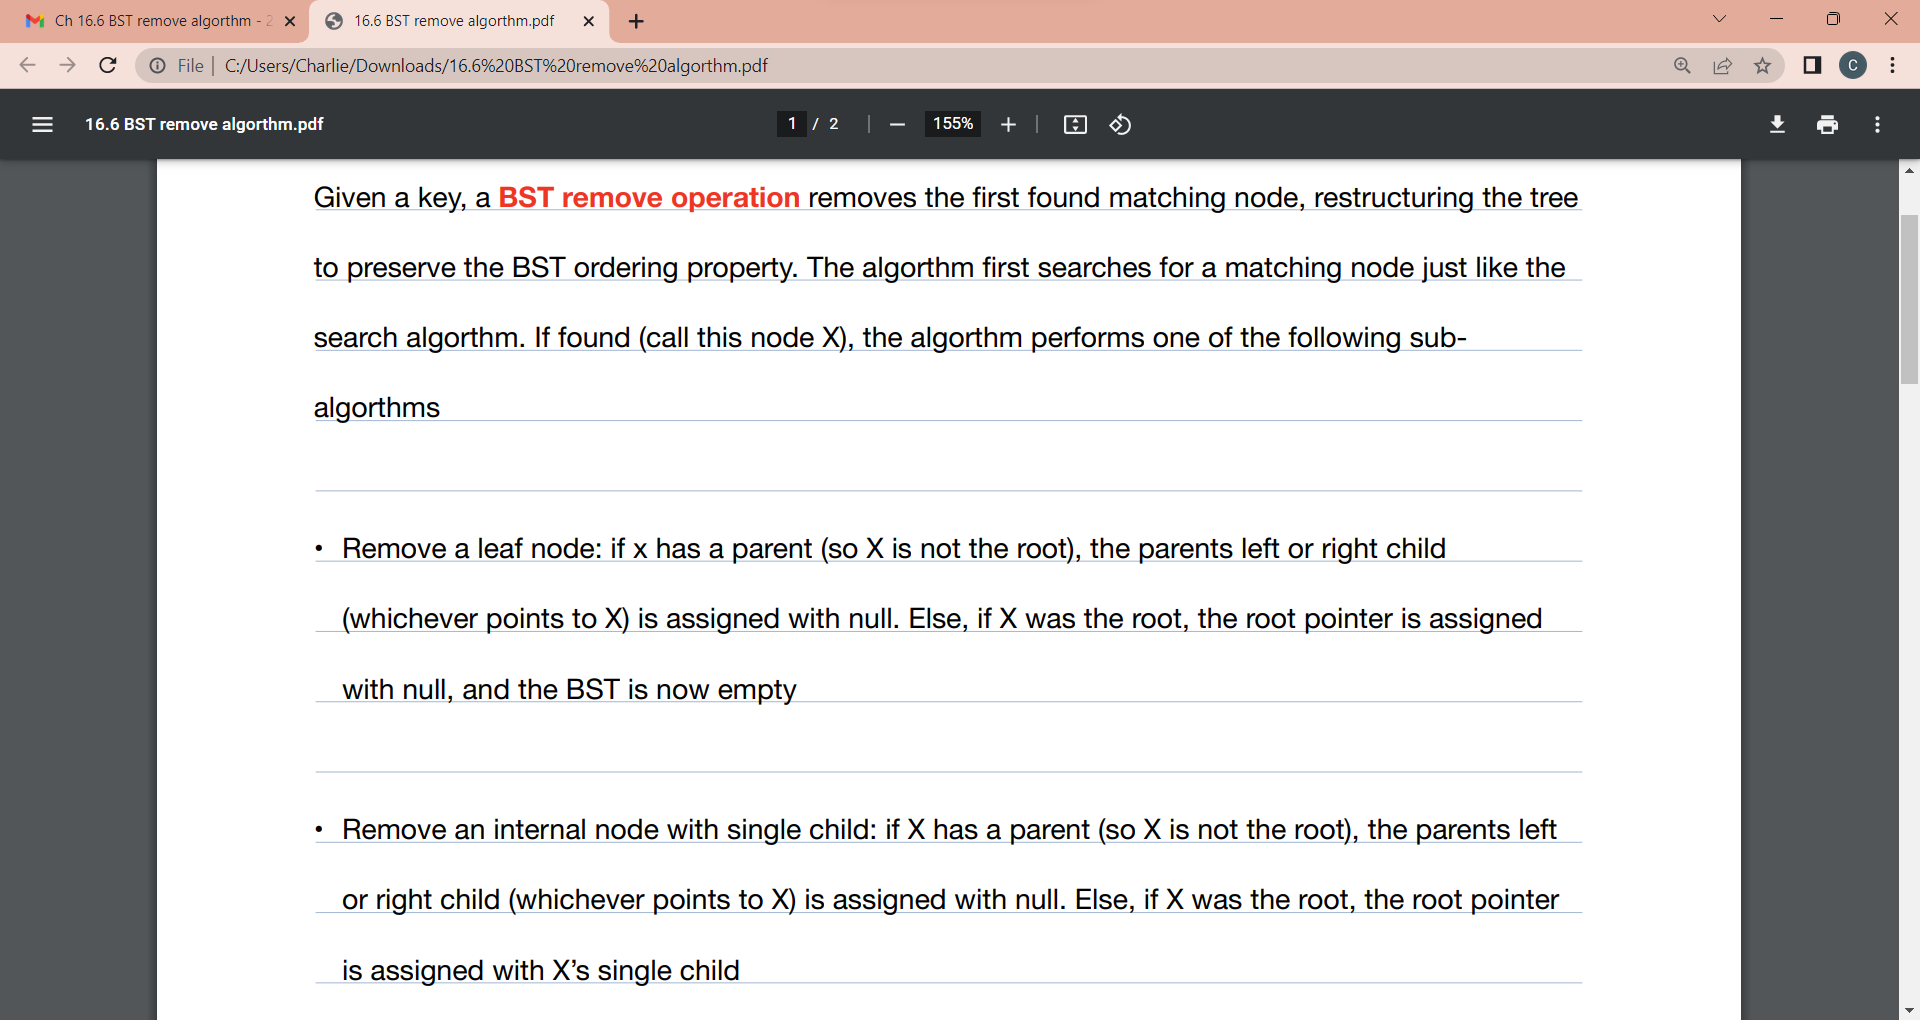 Ch 16.6 BST remove algorthm - 2
16.6 BST remove algorthm.pdf
File
C:/Users/Charlie/Downloads/16.6%20BST%20remove%20algorthm.pdf
C
16.6 BST remove algorthm.pdf
1 / 2
155%
Given a key, a BST remove operation removes the first found matching node, restructuring the tree
to preserve the BST ordering property. The algorthm first searches for a matching node just like the
search algorthm. If found (call this node X), the algorthm performs one of the following sub-
algorthms
• Remove a leaf node: if x has a parent (so X is not the root), the parents left or right child
(whichever points to X) is assigned with null. Else, if X was the root, the root pointer is assigned
with null, and the BST is now empty
• Remove an internal node with single child: if X has a parent (so X is not the root), the parents left
or right child (whichever points to X) is assigned with null. Else, if X was the root, the root pointer
is assigned with X’s single child